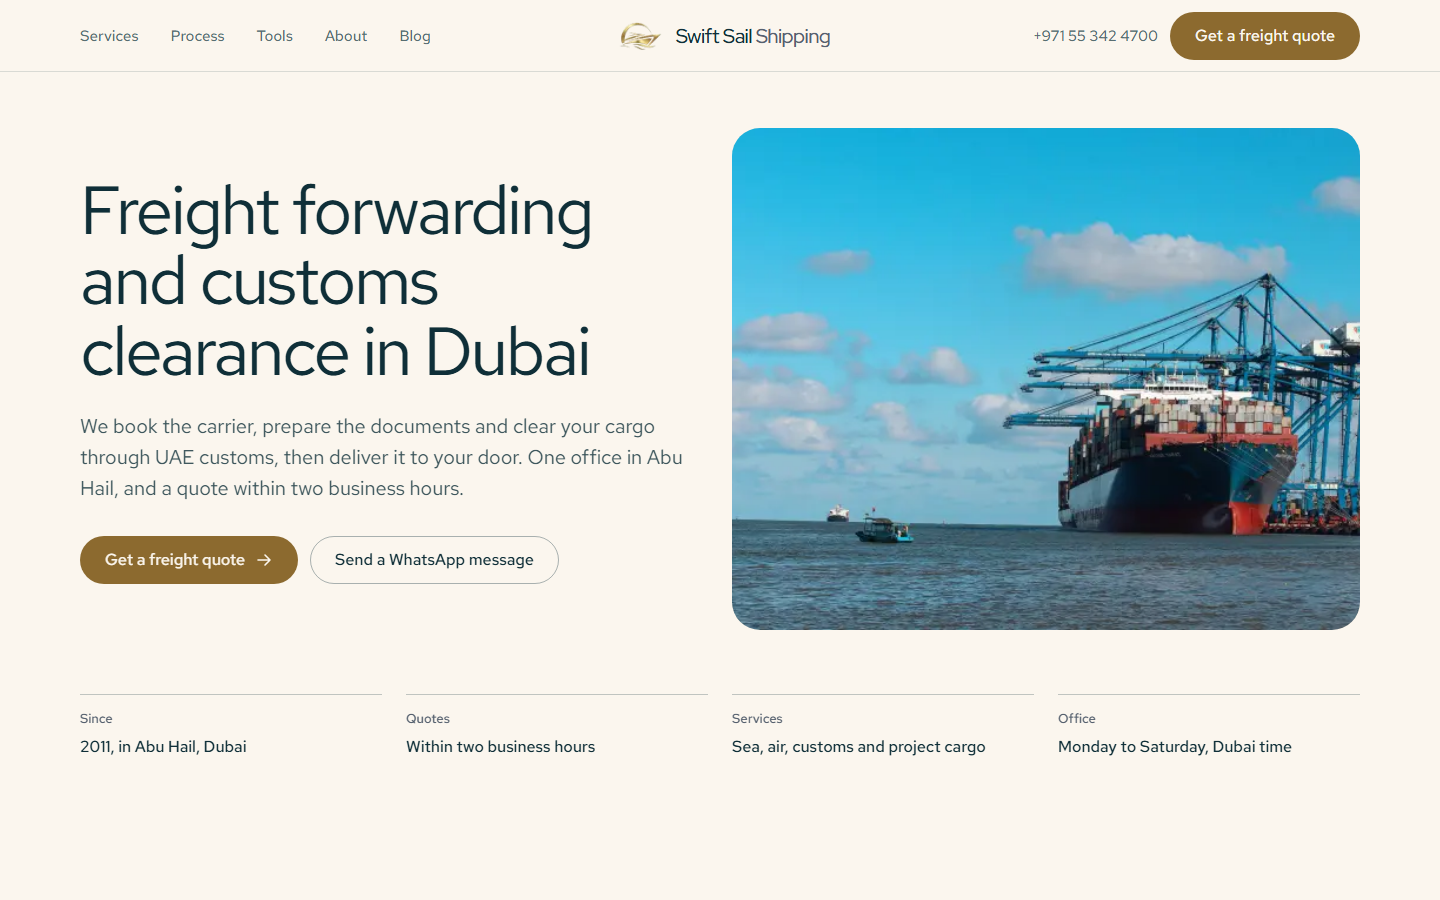 Services
Process
Tools
About
Blog
Swift Sail Shipping
+971 55 342 4700
Get a freight quote
Freight forwarding
and customs
clearance in Dubai
We book the carrier, prepare the documents and clear your cargo
through UAE customs, then deliver it to your door. One office in Abu
Hail, and a quote within two business hours.
Get a freight quote →
Send a WhatsApp message
Since
2011, in Abu Hail, Dubai
Quotes
Within two business hours
Services
Sea, air, customs and project cargo
Office
Monday to Saturday, Dubai time